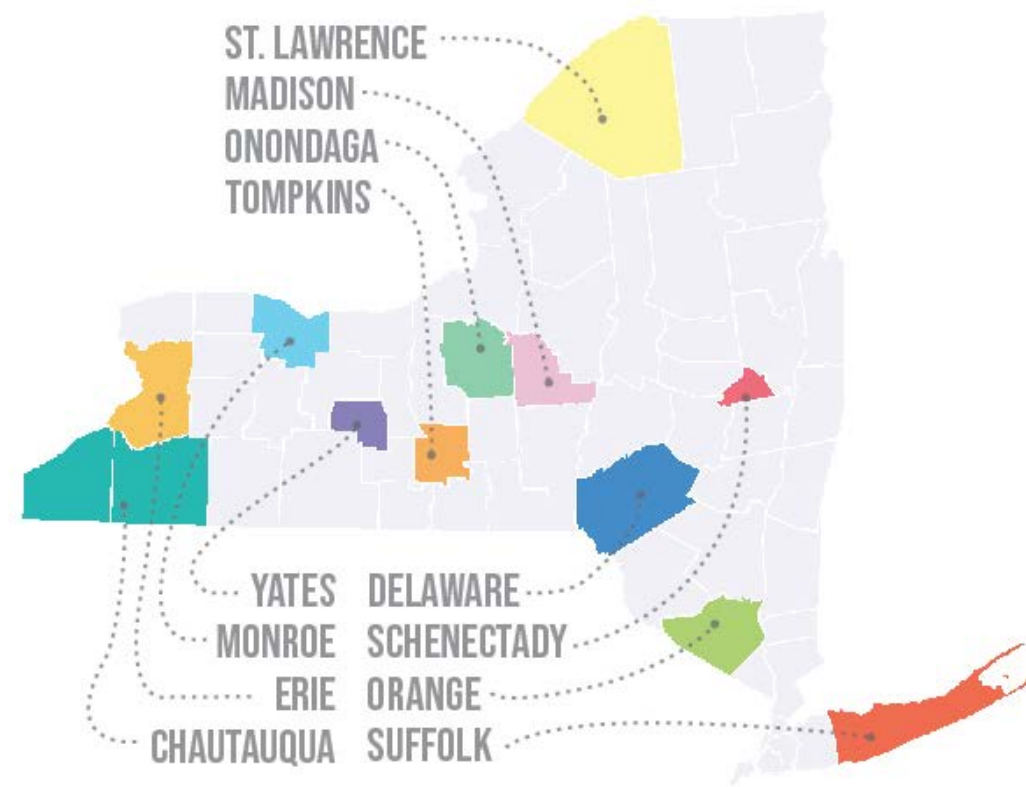 ST. LAWRENCE
MADISON
ONONDAGA
TOMPKINS
YATES
MONROE
ERIE
CHAUTAUQUA
DELAWARE
SCHENECTADY
ORANGE
SUFFOLK